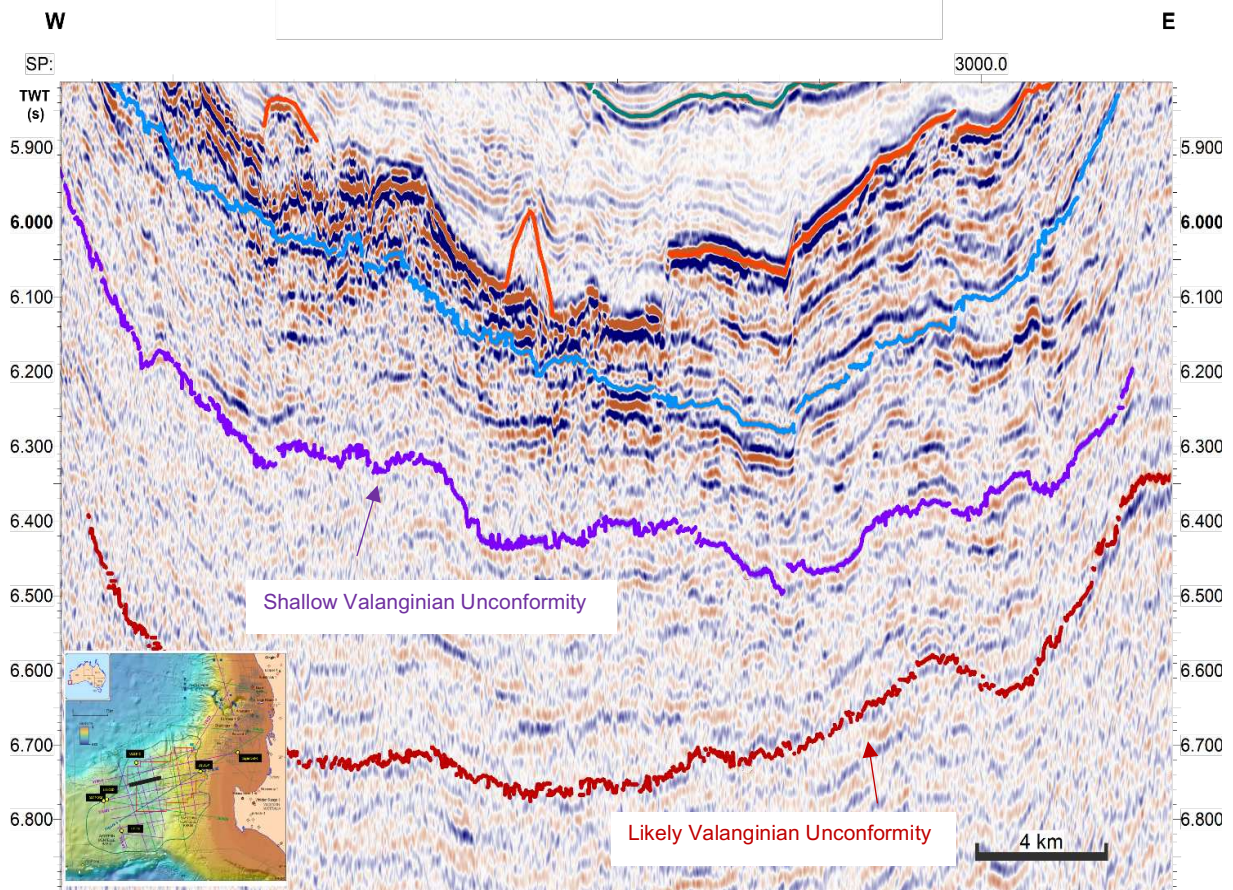 W E
SP: 3000.0
TWT
(s)
5.900 5.900
6.000 6.000
6.100 6.100
6.200 6.200
6.300 6.300
6.400 6.400
6.500 6.500
6.600 6.600
6.700 6.700
6.800 6.800
Shallow Valanginian Unconformity
Likely Valanginian Unconformity
4 km